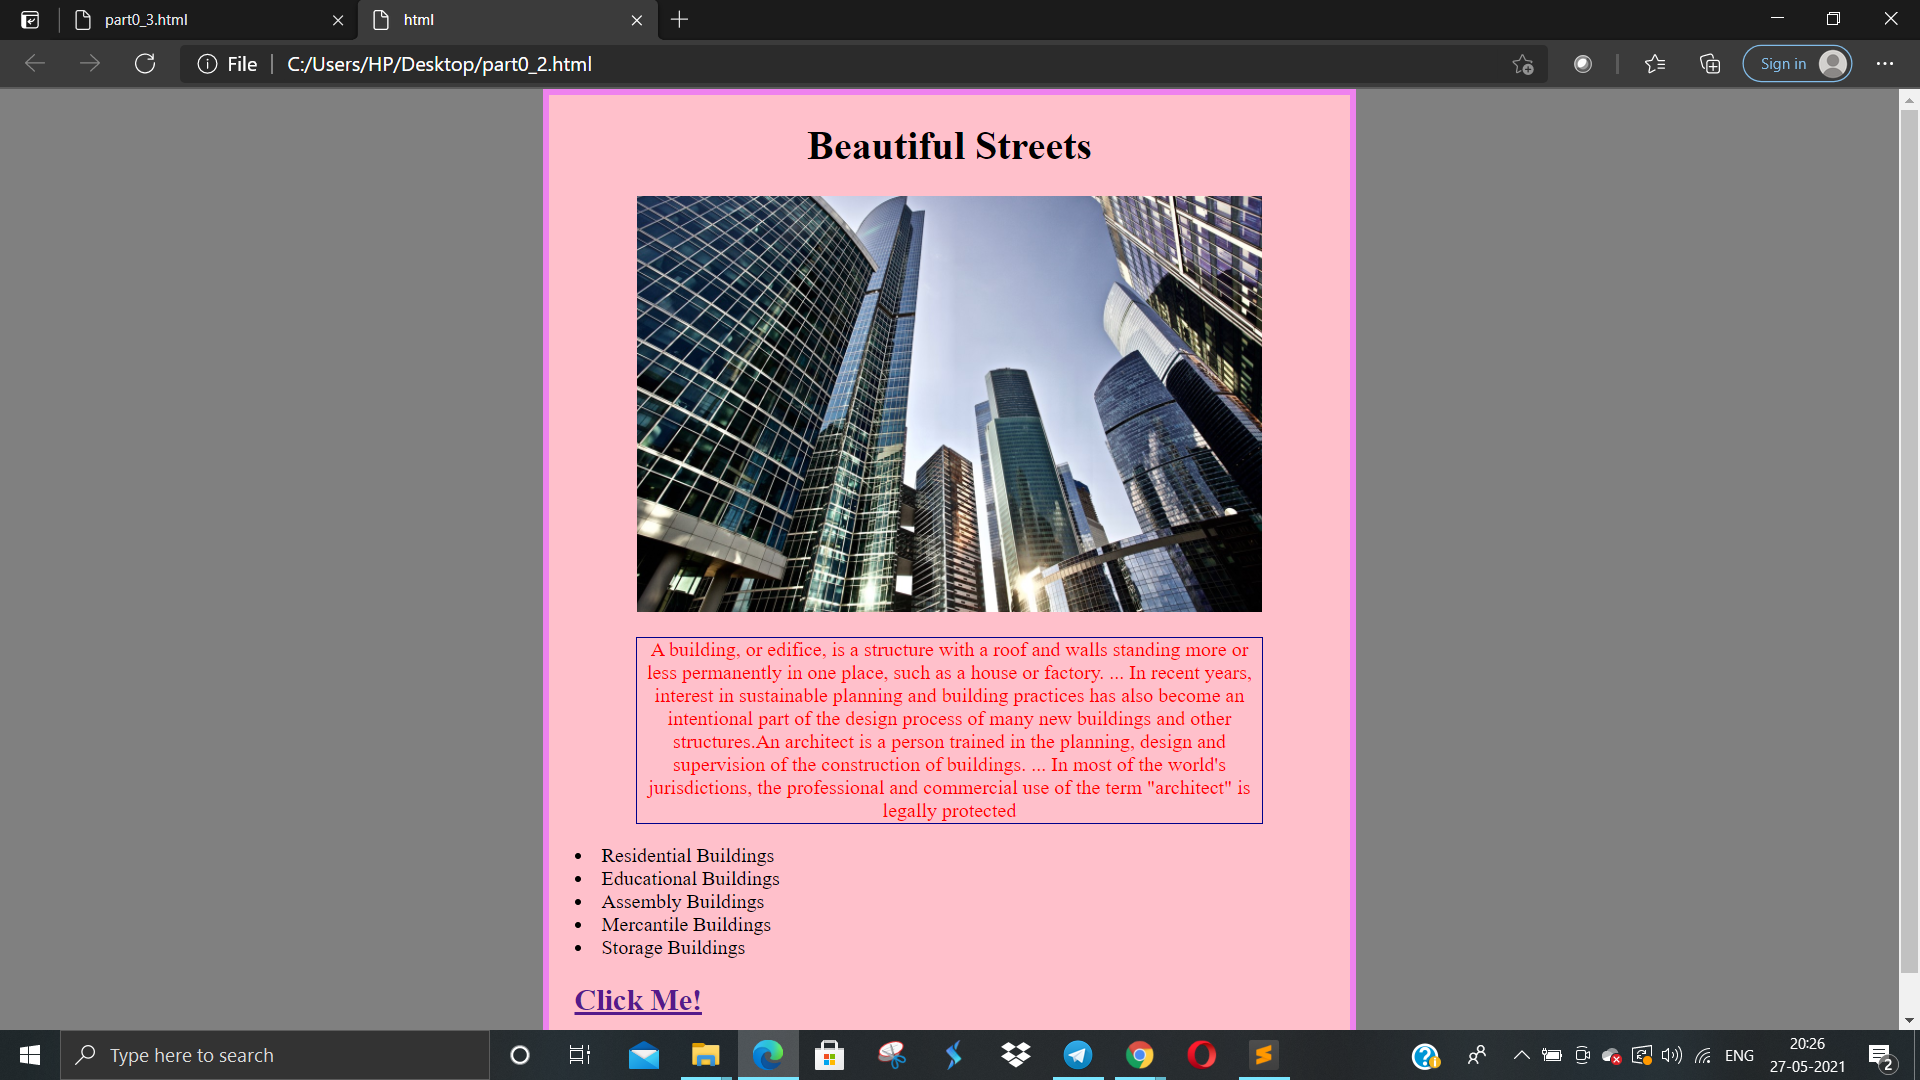 part0_3.html
html
File
C:/Users/HP/Desktop/part0_2.html
Sign in
Beautiful Streets
A building, or edifice, is a structure with a roof and walls standing more or
less permanently in one place, such as a house or factory. ... In recent years,
interest in sustainable planning and building practices has also become an
intentional part of the design process of many new buildings and other
structures.An architect is a person trained in the planning, design and
supervision of the construction of buildings. ... In most of the world's
jurisdictions, the professional and commercial use of the term "architect" is
legally protected
Residential Buildings
Educational Buildings
Assembly Buildings
Mercantile Buildings
Storage Buildings
Click Me!
Type here to search
ENG
20:26
27-05-2021
2